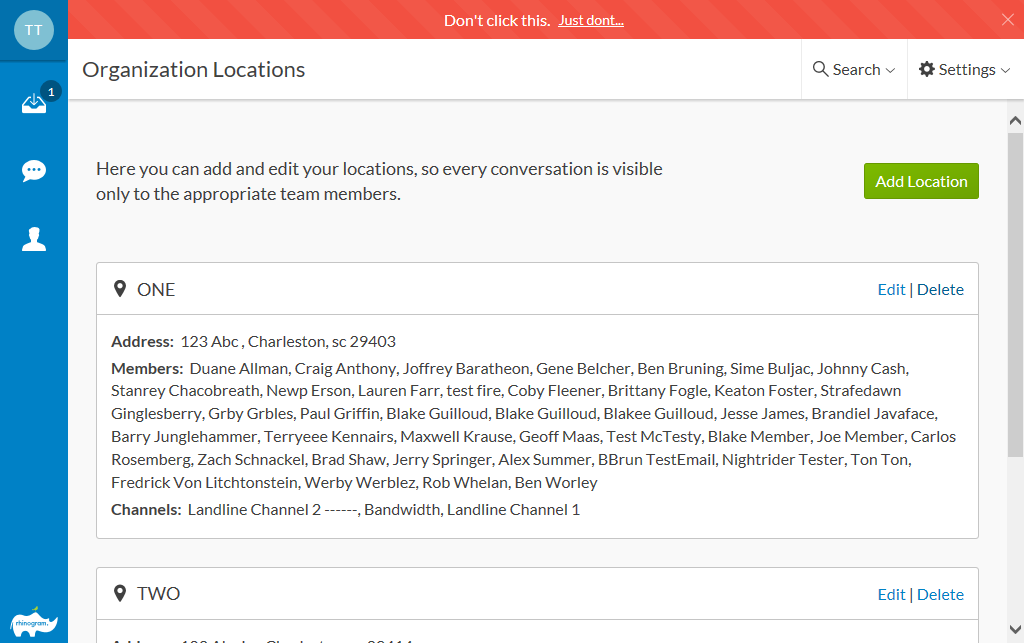 TT
Don't click this. Just dont...
1
Organization Locations
Search
Settings
Here you can add and edit your locations, so every conversation is visible
only to the appropriate team members.
Add Location
ONE
Edit | Delete
Address: 123 Abc , Charleston, sc 29403
Members: Duane Allman, Craig Anthony, Joffrey Baratheon, Gene Belcher, Ben Bruning, Sime Buljac, Johnny Cash,
Stanrey Chacobreath, Newp Erson, Lauren Farr, test fire, Coby Fleener, Brittany Fogle, Keaton Foster, Strafedawn
Ginglesberry, Grby Grbles, Paul Griffin, Blake Guilloud, Blake Guilloud, Blakee Guilloud, Jesse James, Brandiel Javaface,
Barry Junglehammer, Terryeee Kennairs, Maxwell Krause, Geoff Maas, Test McTesty, Blake Member, Joe Member, Carlos
Rosemberg, Zach Schnackel, Brad Shaw, Jerry Springer, Alex Summer, BBrun TestEmail, Nightrider Tester, Ton Ton,
Fredrick Von Litchtonstein, Werby Werblez, Rob Whelan, Ben Worley
Channels: Landline Channel 2 ------, Bandwidth, Landline Channel 1
TWO
Edit | Delete
rhinogram